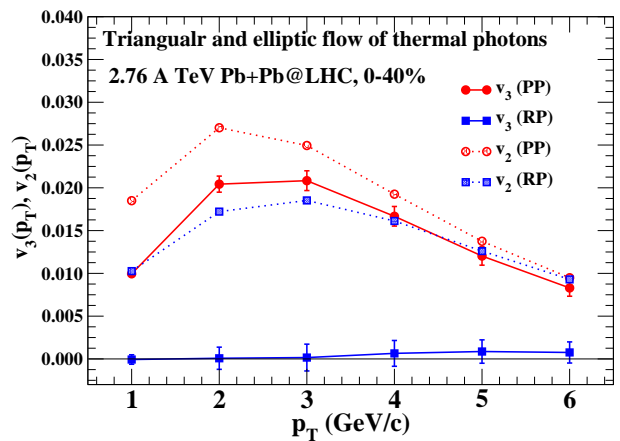 Triangualr and elliptic flow of thermal photons
2.76 A TeV Pb+Pb@LHC, 0-40%
v3 (PP)
v3 (RP)
v2 (PP)
v2 (RP)
v3(pT), v2(pT)
0.040
0.035
0.030
0.025
0.020
0.015
0.010
0.005
0.000
1 2 3 4 5 6
pT (GeV/c)